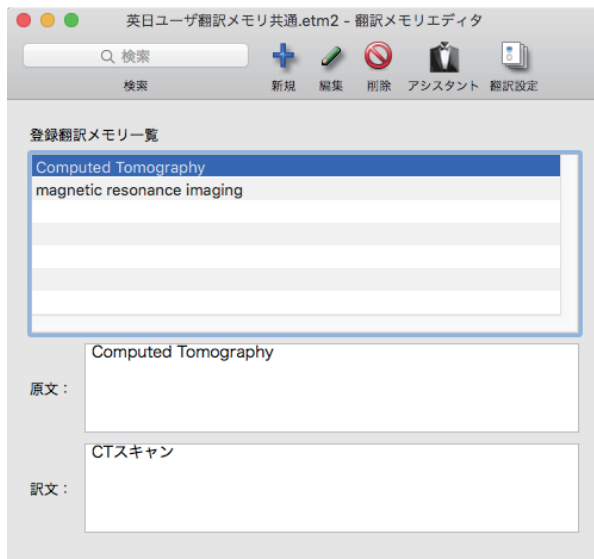 英日ユーザ翻訳メモリ共通.etm2 - 翻訳メモリエディタ
検索
検索 新規 編集 削除 アシスタント 翻訳設定
登録翻訳メモリ一覧
Computed Tomography
magnetic resonance imaging
Computed Tomography
原文：
CTスキャン
訳文：